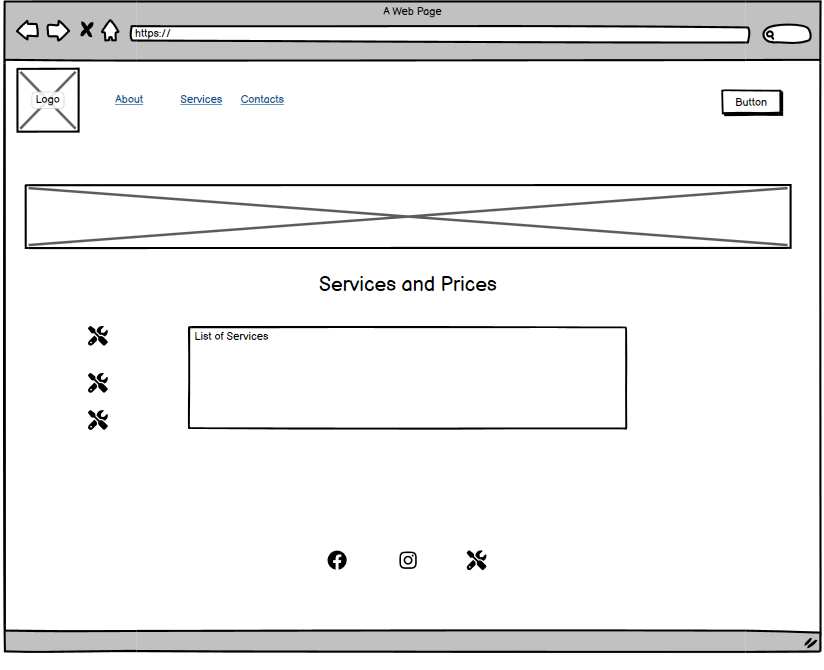 A Web Page
https://
Logo
About
Services
Contacts
Button
Services and Prices
List of Services